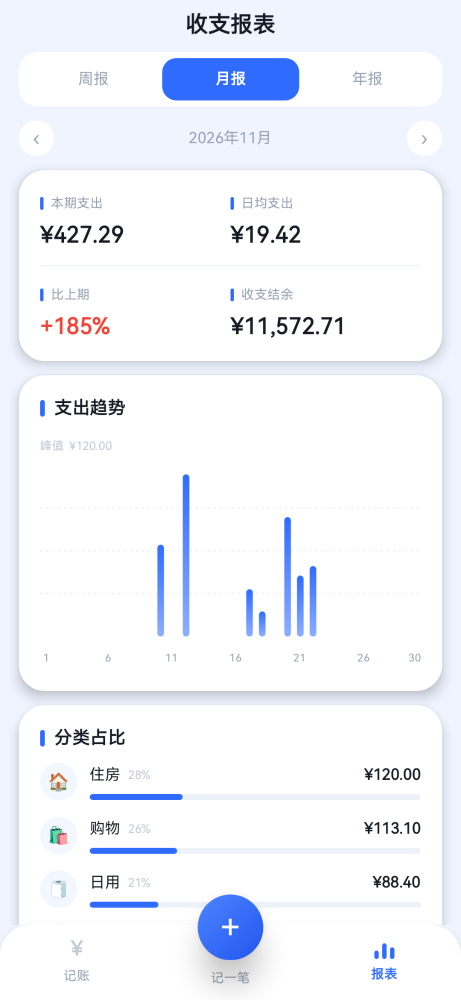 收支报表
周报 月报 年报
2026年11月
本期支出 日均支出
¥427.29 ¥19.42
比上期 收支结余
+185% ¥11,572.71
支出趋势
峰值 ¥120.00
1 6 11 16 21 26 30
分类占比
住房 28% ¥120.00
购物 26% ¥113.10
日用 21% ¥88.40
¥
记账 记一笔 报表